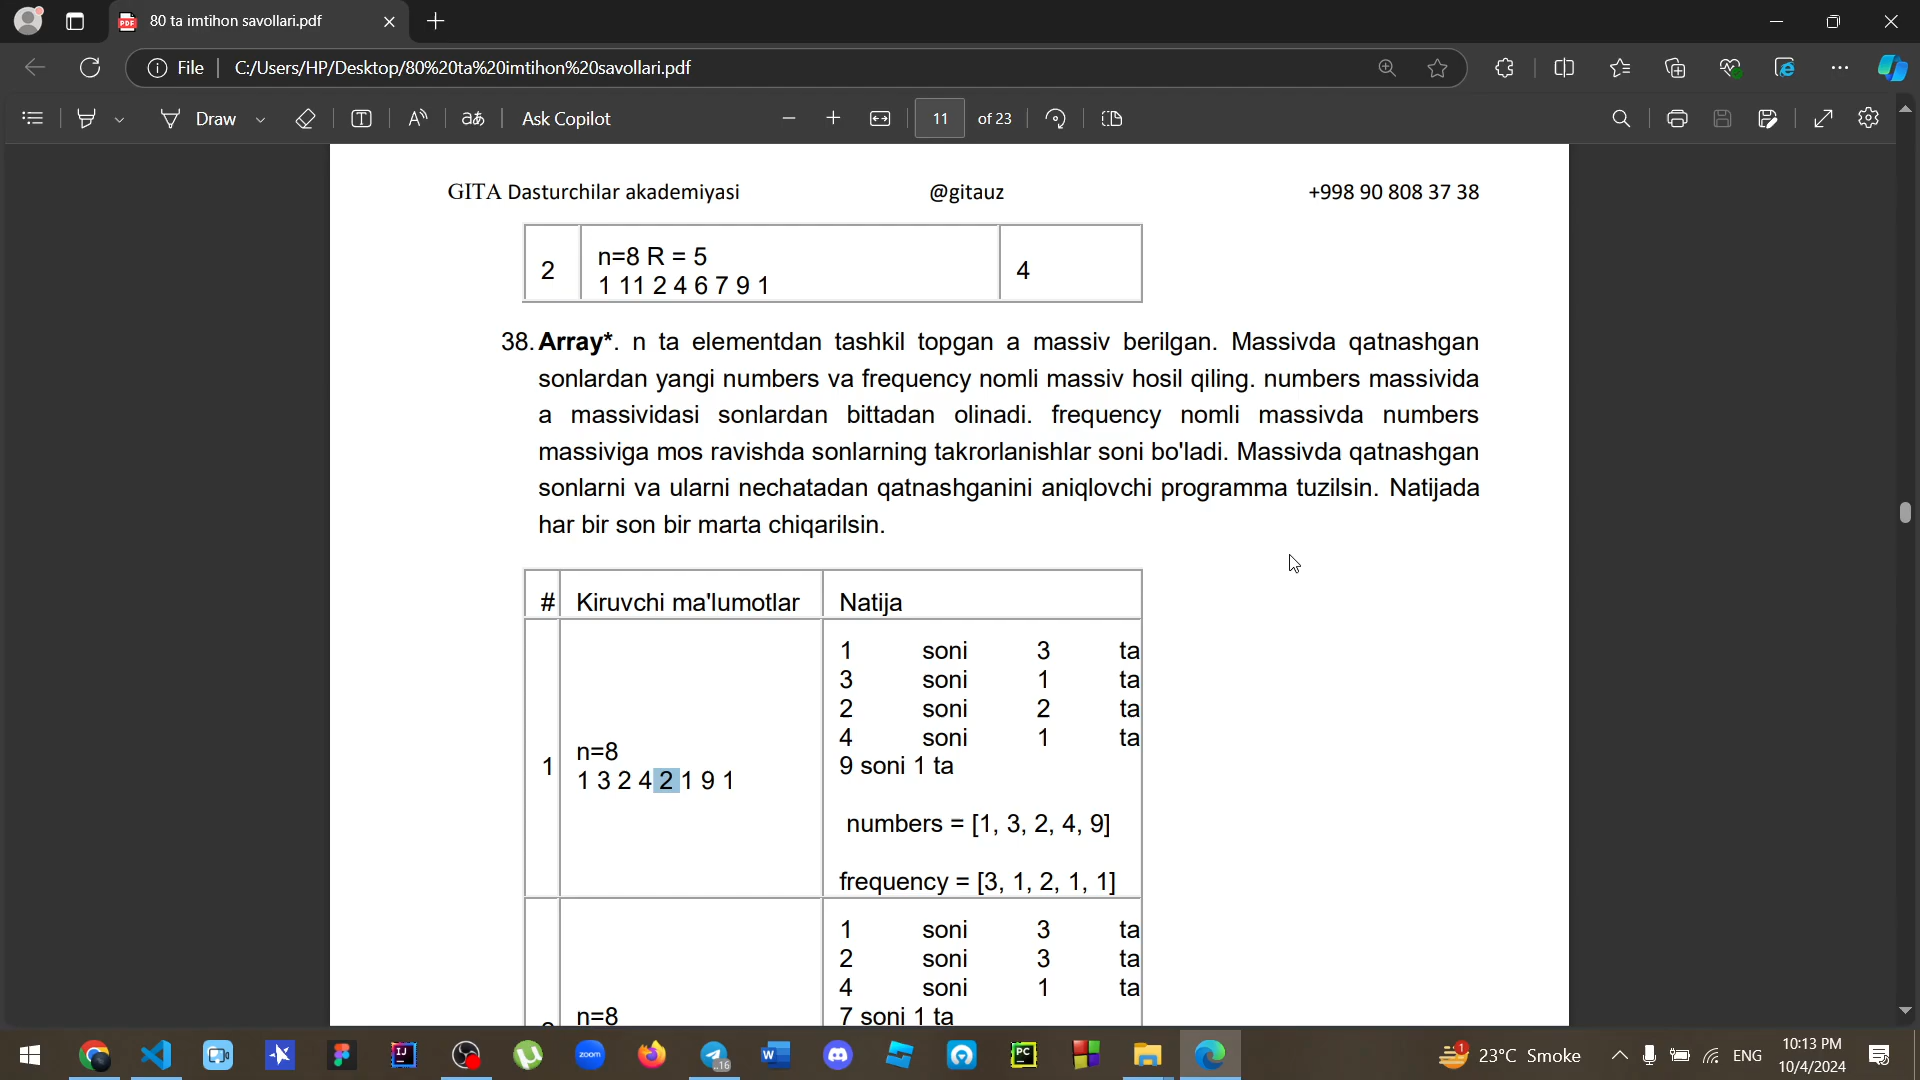 80 ta imtihon savollari.pdf
File
C:/Users/HP/Desktop/80%20ta%20imtihon%20savollari.pdf
Draw
Ask Copilot
11
of 23
GITA Dasturchilar akademiyasi @gitauz +998 90 808 37 38
2
n=8 R = 5
1 11 2 4 6 7 9 1
4
38. Array*. n ta elementdan tashkil topgan a massiv berilgan. Massivda qatnashgan
sonlardan yangi numbers va frequency nomli massiv hosil qiling. numbers massivida
a massividasi sonlardan bittadan olinadi. frequency nomli massivda numbers
massiviga mos ravishda sonlarning takrorlanishlar soni bo'ladi. Massivda qatnashgan
sonlarni va ularni nechatadan qatnashganini aniqlovchi programma tuzilsin. Natijada
har bir son bir marta chiqarilsin.
# Kiruvchi ma'lumotlar Natija
1
n=8
1 3 2 4 2 1 9 1
1 soni 3 ta
3 soni 1 ta
2 soni 2 ta
4 soni 1 ta
9 soni 1 ta
numbers = [1, 3, 2, 4, 9]
frequency = [3, 1, 2, 1, 1]
n=8
1 soni 3 ta
2 soni 3 ta
4 soni 1 ta
7 soni 1 ta
23°C Smoke
ENG
10:13 PM
10/4/2024